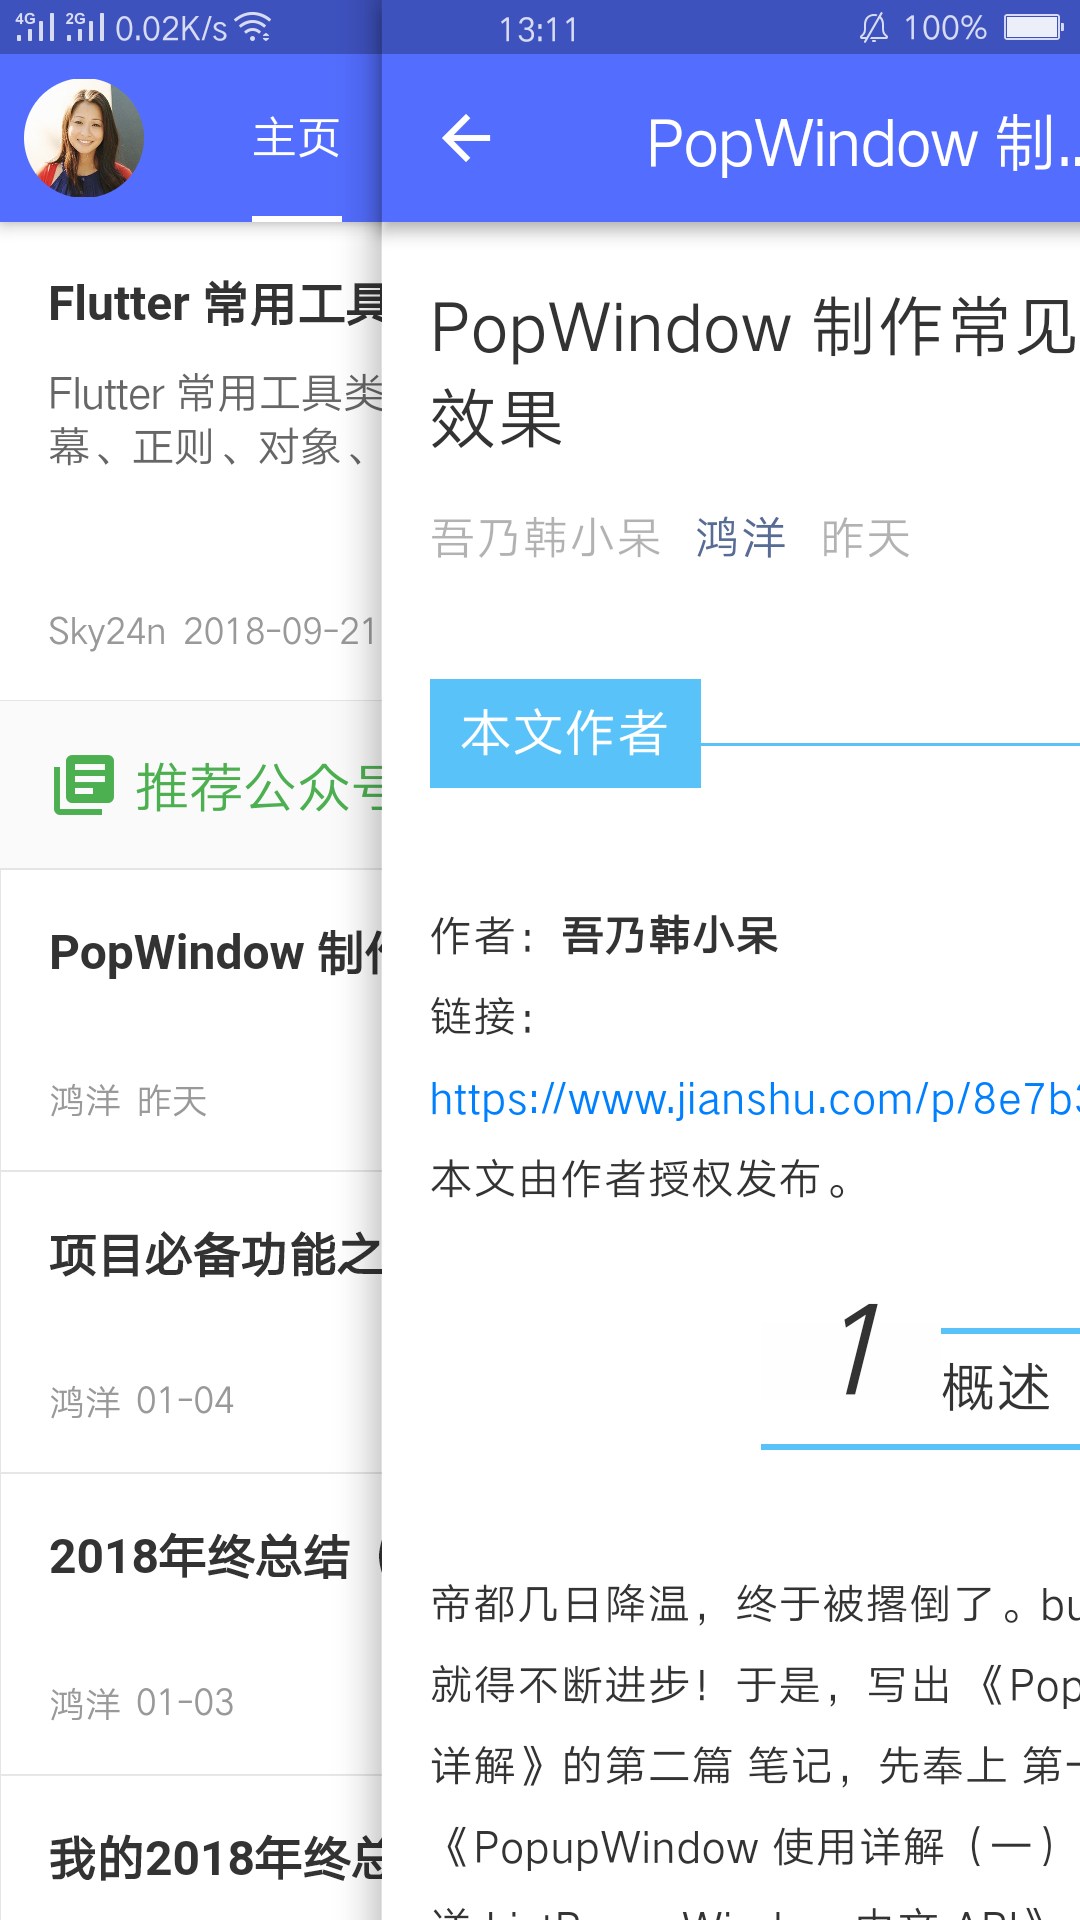 4G 2G 0.02K/s 13:11 100%
主页
Flutter 常用工具
Flutter 常用工具类
幕、正则、对象、
Sky24n 2018-09-21
推荐公众号
PopWindow 制作
鸿洋 昨天
项目必备功能之
鸿洋 01-04
2018年终总结（
鸿洋 01-03
我的2018年终总
PopWindow 制...
PopWindow 制作常见
效果
吾乃韩小呆 鸿洋 昨天
本文作者
作者：吾乃韩小呆
链接：
https://www.jianshu.com/p/8e7b3
本文由作者授权发布。
1
概述
帝都几日降温，终于被撂倒了。bu
就得不断进步！于是，写出《Pop
详解》的第二篇 笔记，先奉上 第一
《PopupWindow 使用详解（一）